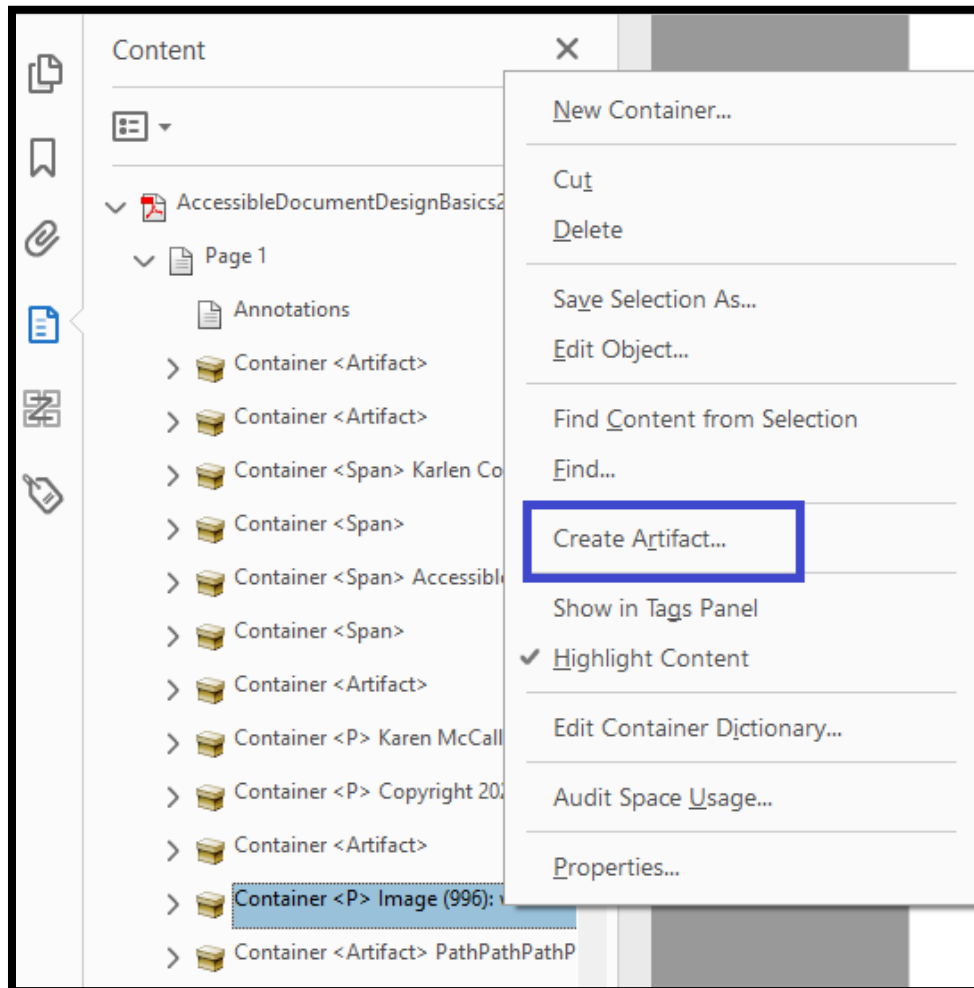 Content
AccessibleDocumentDesignBasics2
Page 1
Annotations
Container <Artifact>
Container <Artifact>
Container <Span> Karlen Co
Container <Span>
Container <Span> Accessible
Container <Span>
Container <Artifact>
Container <P> Karen McCall
Container <P> Copyright 202
Container <Artifact>
Container <P> Image (996):
Container <Artifact> PathPathPathP
New Container...
Cut
Delete
Save Selection As...
Edit Object...
Find Content from Selection
Find...
Create Artifact...
Show in Tags Panel
Highlight Content
Edit Container Dictionary...
Audit Space Usage...
Properties...